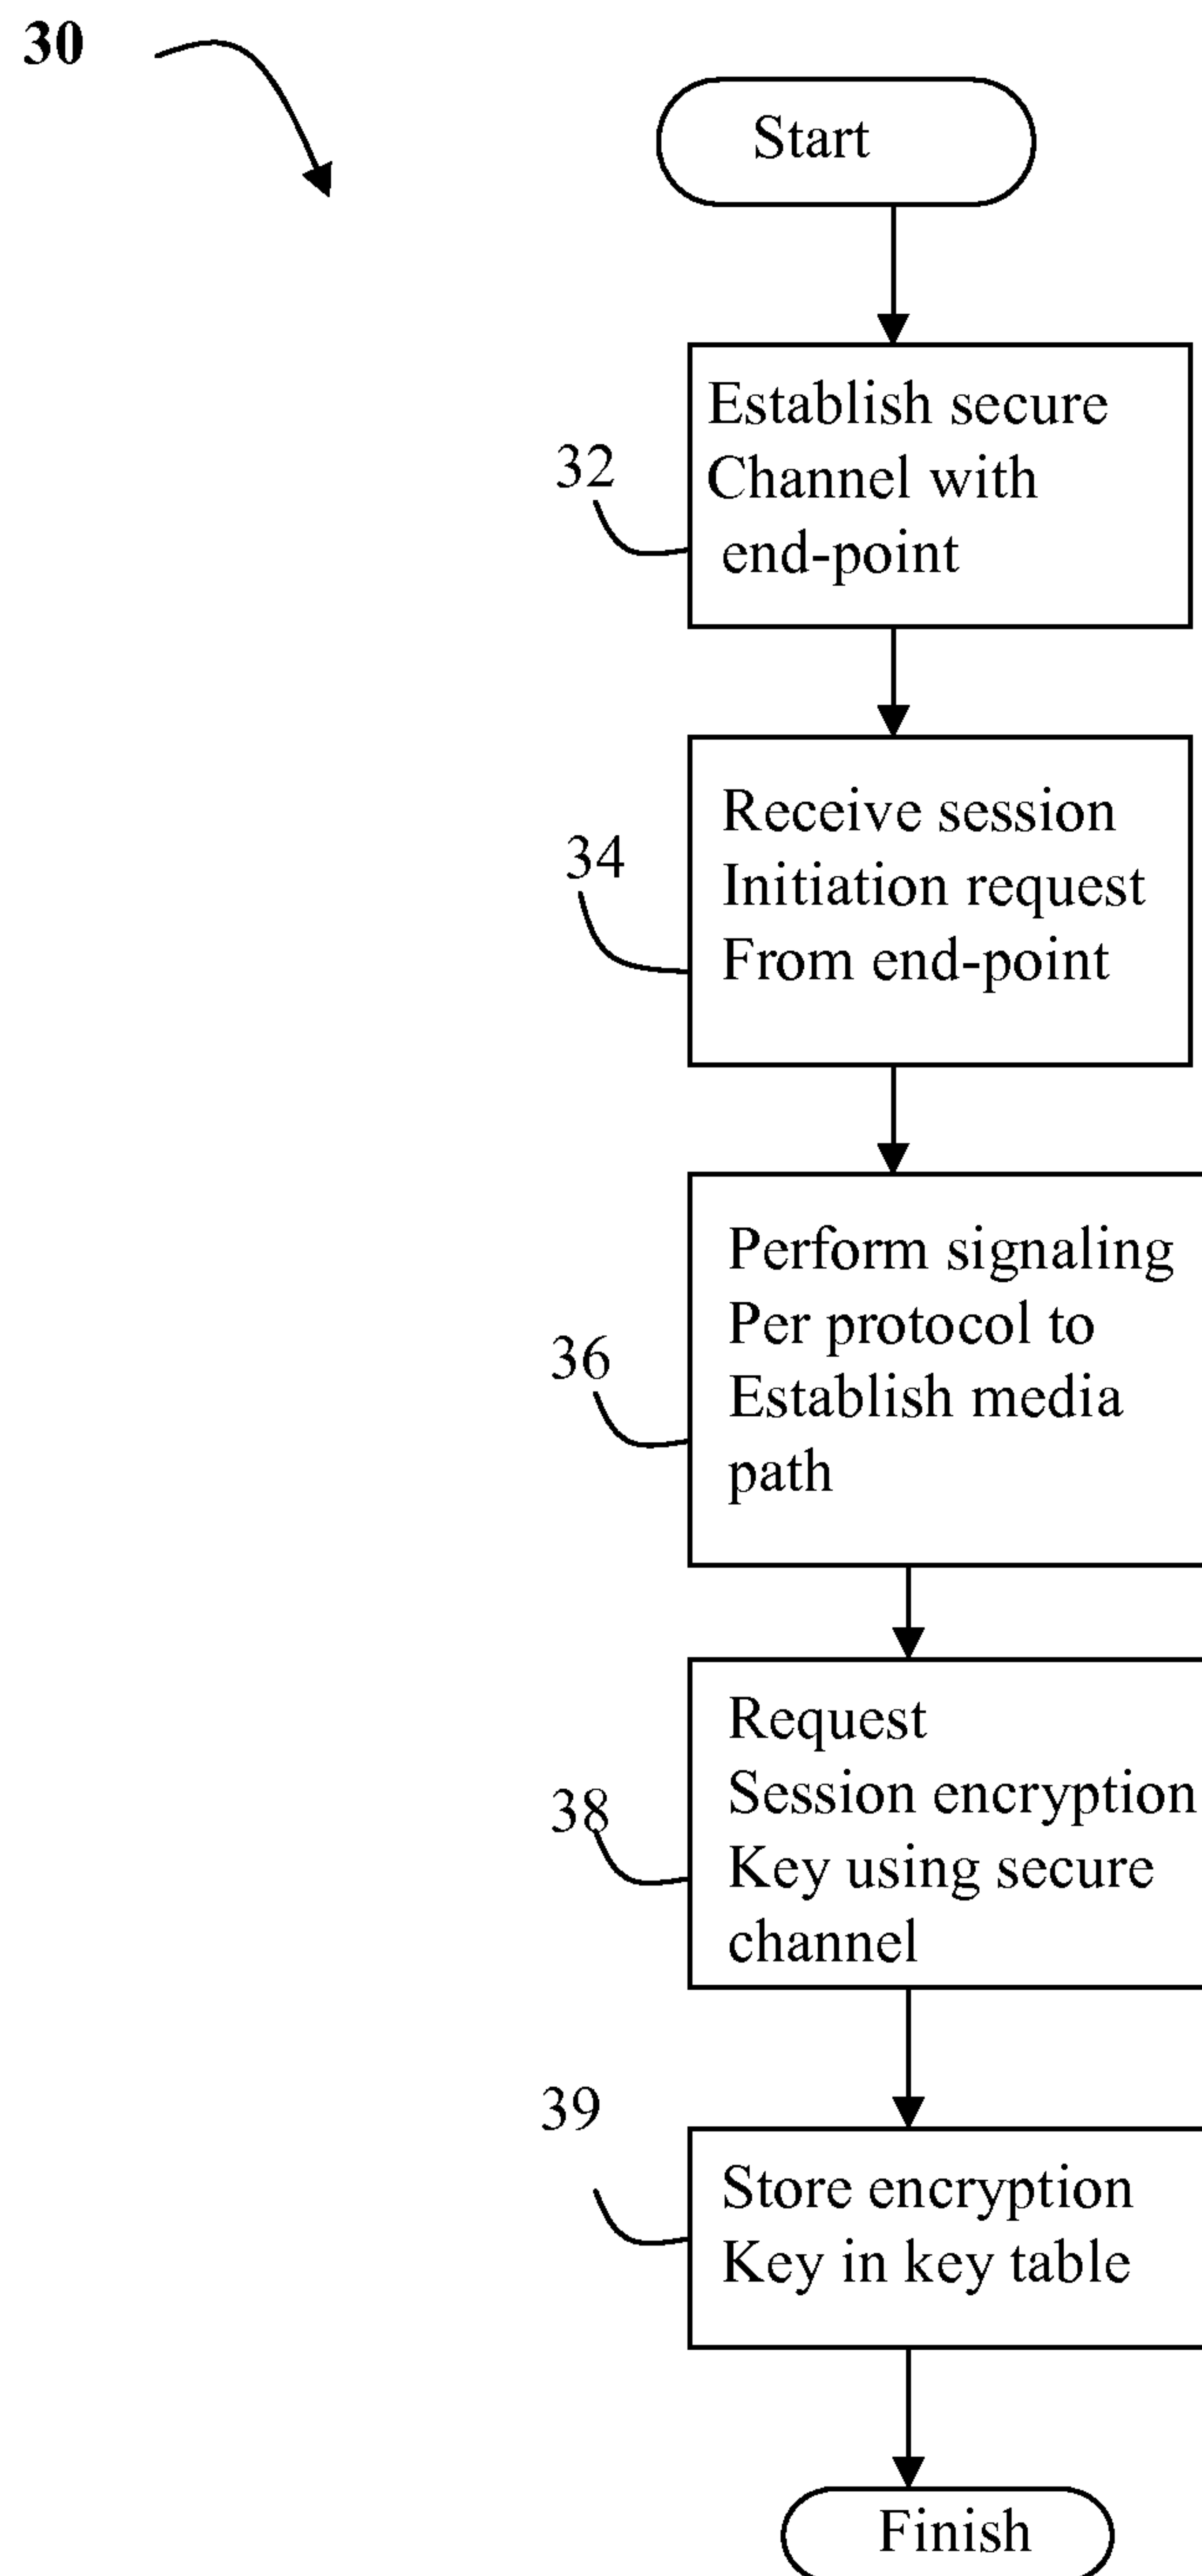 30
Start
32
Establish secure
Channel with
end-point
34
Receive session
Initiation request
From end-point
36
Perform signaling
Per protocol to
Establish media
path
38
Request
Session encryption
Key using secure
channel
39
Store encryption
Key in key table
Finish